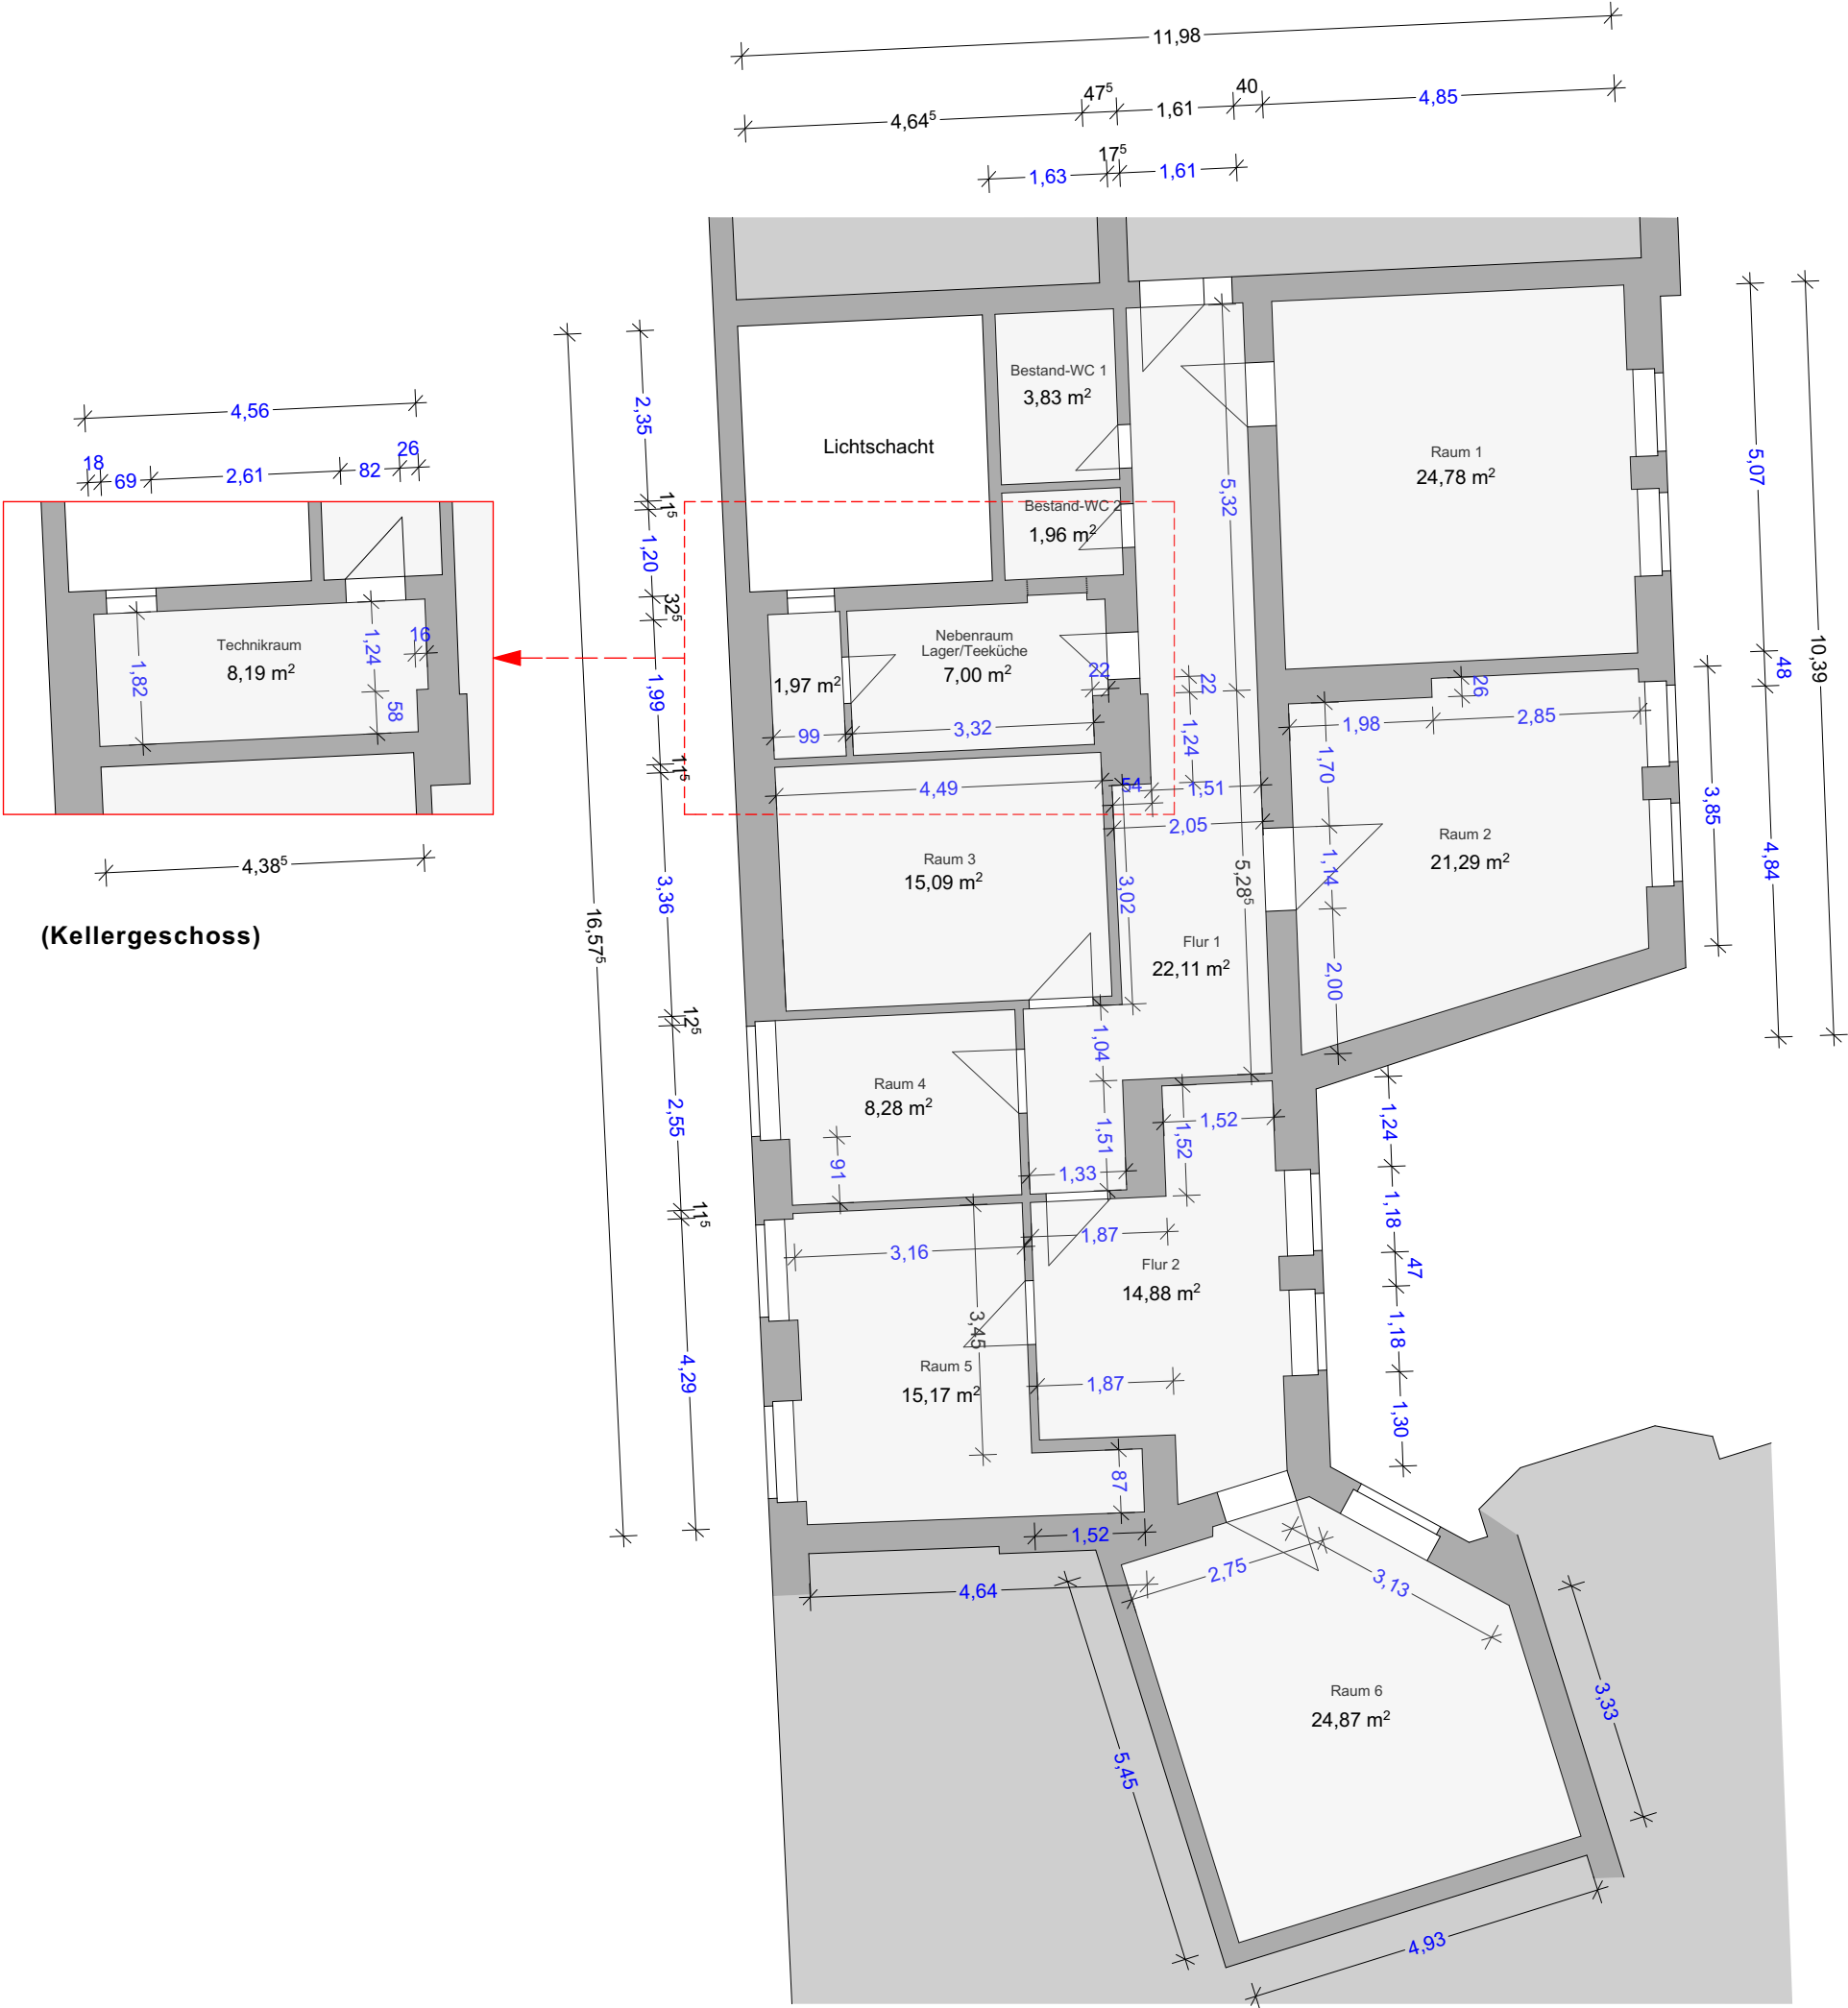 11,98
47⁵
40
4,64⁵
1,61
4,85
17⁵
1,63
1,61
Bestand-WC 1
3,83 m²
Lichtschacht
Raum 1
24,78 m²
2,35
5,07
10,39
5,32
Bestand-WC 2
1,96 m²
11⁵
1,20
32⁵
4,56
18
69
2,61
82
26
Technikraum
8,19 m²
1,82
1,24
16
58
4,38⁵
(Kellergeschoss)
Nebenraum
Lager/Teeküche
7,00 m²
1,97 m²
22
22
1,24
99
3,32
1,99
11⁵
48
26
1,98
2,85
1,70
4,49
54
1,51
2,05
3,85
Raum 2
21,29 m²
1,14
4,84
Raum 3
15,09 m²
3,36
3,02
5,28⁵
16,57⁵
Flur 1
22,11 m²
2,00
12⁵
1,04
Raum 4
8,28 m²
2,55
91
1,51
1,33
1,52
1,52
1,24
1,18
47
1,18
1,30
11⁵
3,16
1,87
Flur 2
14,88 m²
3,45
Raum 5
15,17 m²
4,29
1,87
87
1,52
4,64
2,75
3,13
Raum 6
24,87 m²
3,33
5,45
4,93